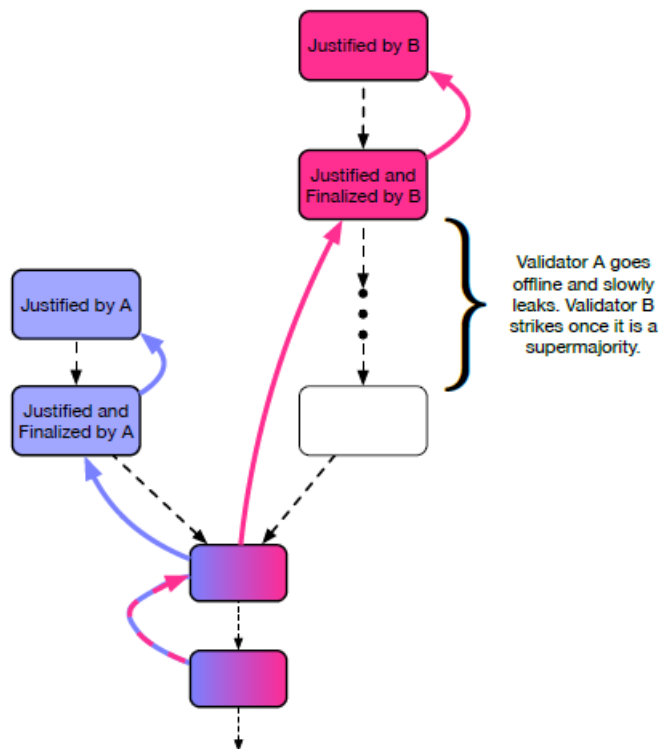 Justified by B
Justified and
Finalized by B
Validator A goes
offline and slowly
leaks. Validator B
strikes once it is a
supermajority.
Justified by A
Justified and
Finalized by A